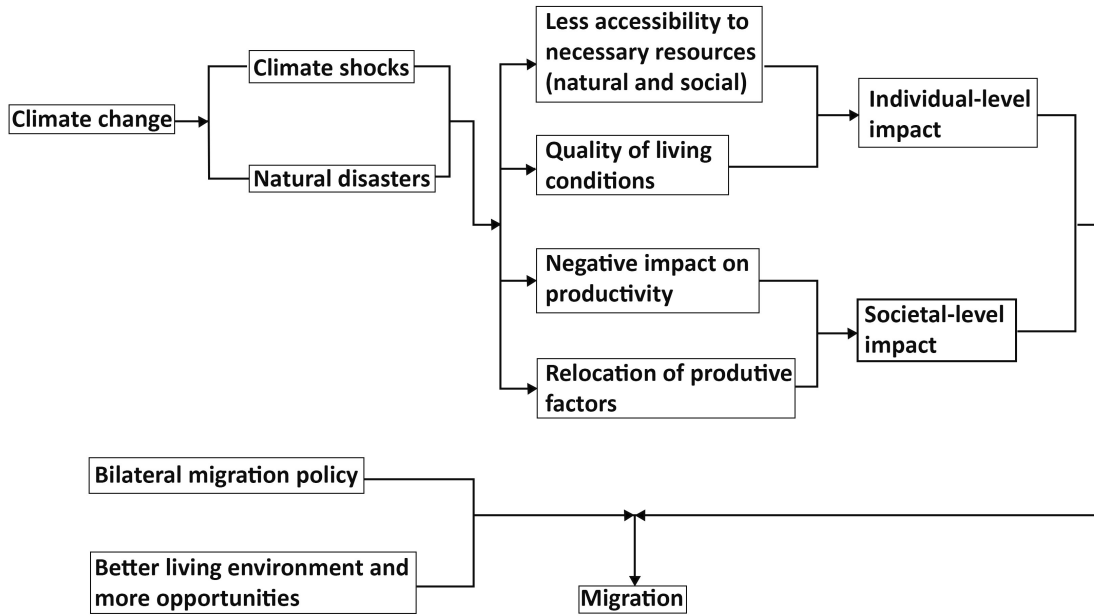 Climate change
Climate shocks
Natural disasters
Less accessibility to
necessary resources
(natural and social)
Quality of living
conditions
Negative impact on
productivity
Relocation of produtive
factors
Individual-level
impact
Societal-level
impact
Bilateral migration policy
Better living environment and
more opportunities
Migration